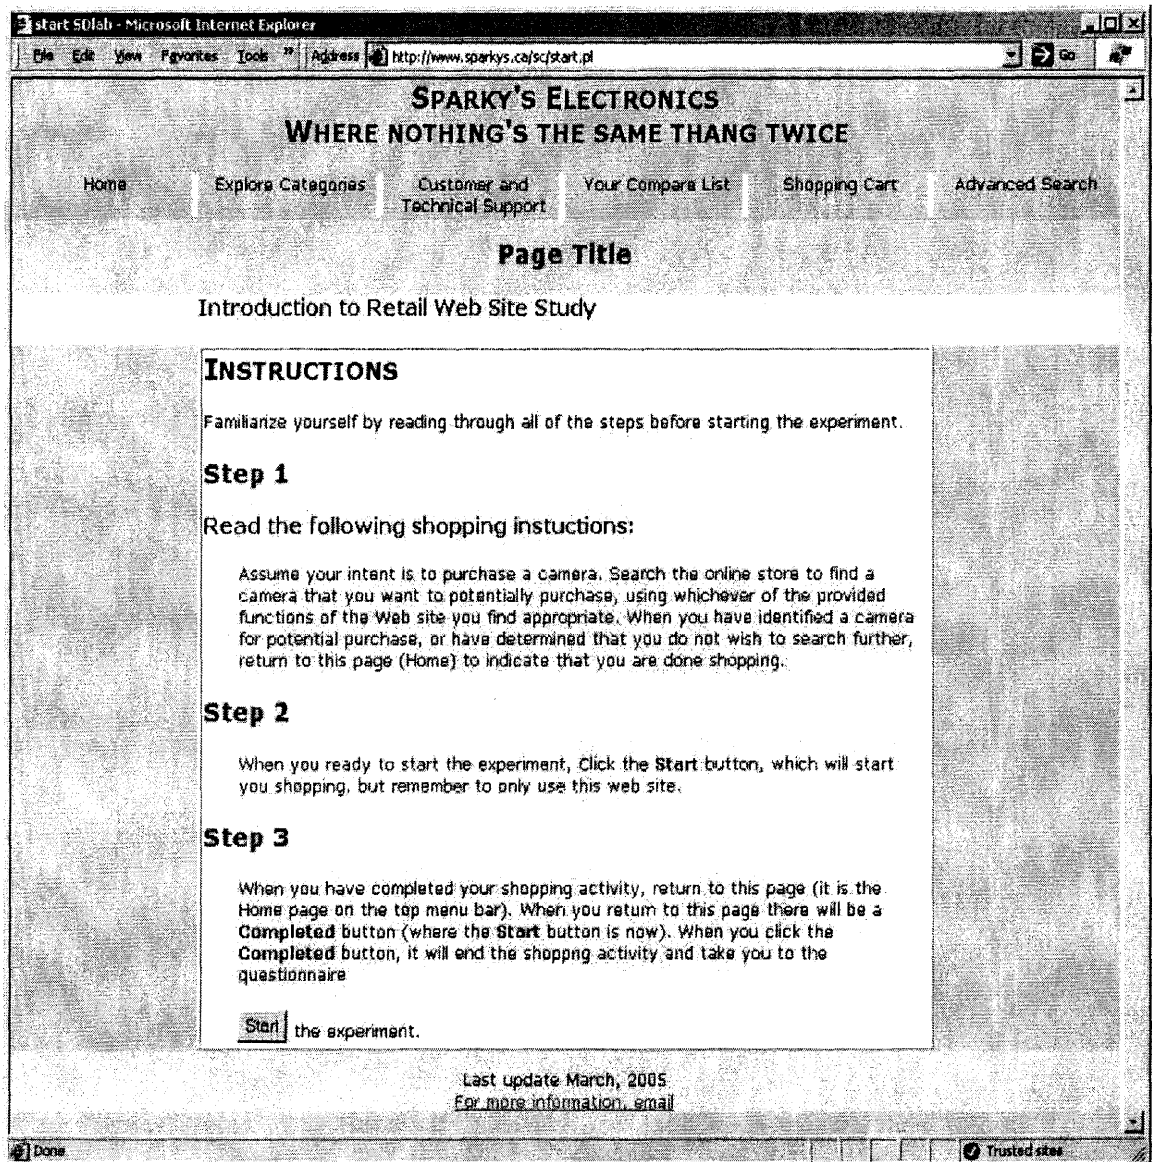 start SDlab - Microsoft Internet Explorer
File Edit View Favorites Tools » Address http://www.sparkys.ca/sc/start.pl Go
SPARKY'S ELECTRONICS
WHERE NOTHING'S THE SAME THANG TWICE
Home Explore Categories Customer and Technical Support Your Compare List Shopping Cart Advanced Search
Page Title
Introduction to Retail Web Site Study
INSTRUCTIONS
Familiarize yourself by reading through all of the steps before starting the experiment.
Step 1
Read the following shopping instuctions:
Assume your intent is to purchase a camera. Search the online store to find a
camera that you want to potentially purchase, using whichever of the provided
functions of the Web site you find appropriate. When you have identified a camera
for potential purchase, or have determined that you do not wish to search further,
return to this page (Home) to indicate that you are done shopping.
Step 2
When you ready to start the experiment, Click the Start button, which will start
you shopping, but remember to only use this web site.
Step 3
When you have completed your shopping activity, return to this page (it is the
Home page on the top menu bar). When you return to this page there will be a
Completed button (where the Start button is now). When you click the
Completed button, it will end the shoppng activity and take you to the
questionnaire
Start the experiment.
Last update March, 2005
For more information, email
Done Trusted sites